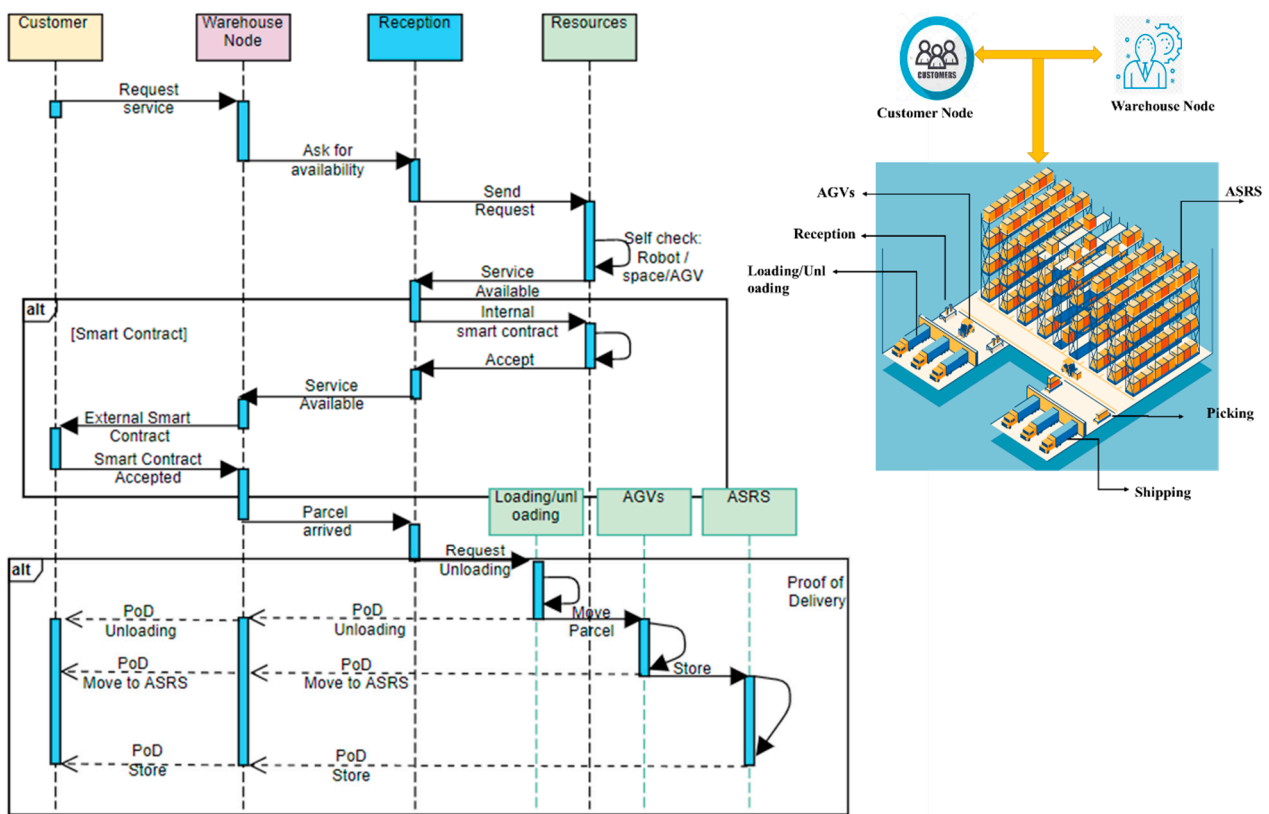 Customer
Warehouse
Node
Reception
Resources
Request
service
Ask for
availability
Send
Request
Self check:
Robot /
space/AGV
Service
Available
alt
[Smart Contract]
Internal
smart contract
Accept
Service
Available
External Smart
Contract
Smart Contract
Accepted
Loading/unl
oading
AGVs
ASRS
Parcel
arrived
alt
Request
Unloading
Proof of
Delivery
PoD
Unloading
PoD
Unloading
Move
Parcel
PoD
Move to ASRS
PoD
Move to ASRS
Store
PoD
Store
PoD
Store
CUSTOMERS
Customer Node
Warehouse Node
AGVs
ASRS
Reception
Loading/Unl
oading
Picking
Shipping